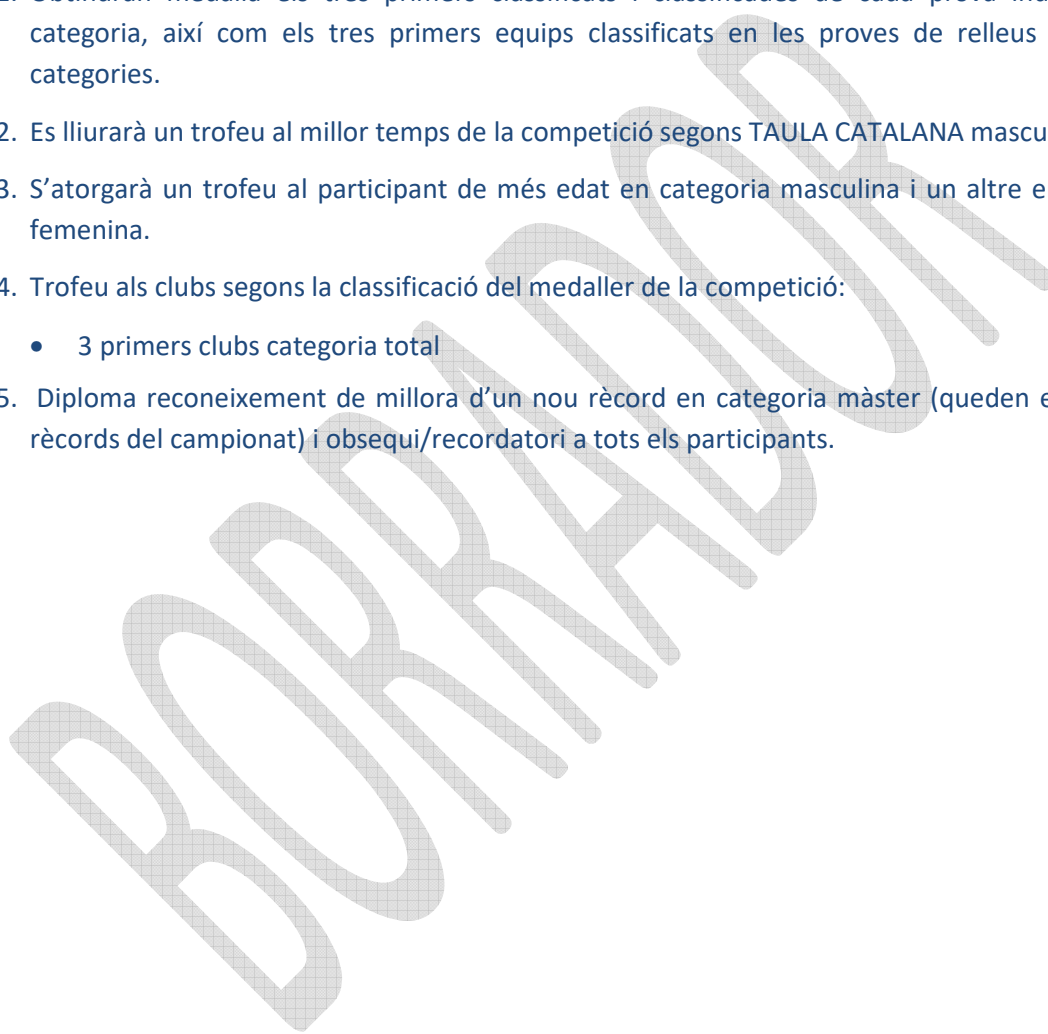 categoria, així com els tres primers equips classificats en les proves de relleus
categories.
2. Es lliurarà un trofeu al millor temps de la competició segons TAULA CATALANA
3. S’atorgarà un trofeu al participant de més edat en categoria masculina i un altre
femenina.
4. Trofeu als clubs segons la classificació del medaller de la competició:
• 3 primers clubs categoria total
5. Diploma reconeixement de millora d’un nou rècord en categoria màster (queden
rècords del campionat) i obsequi/recordatori a tots els participants.
BORRADOR